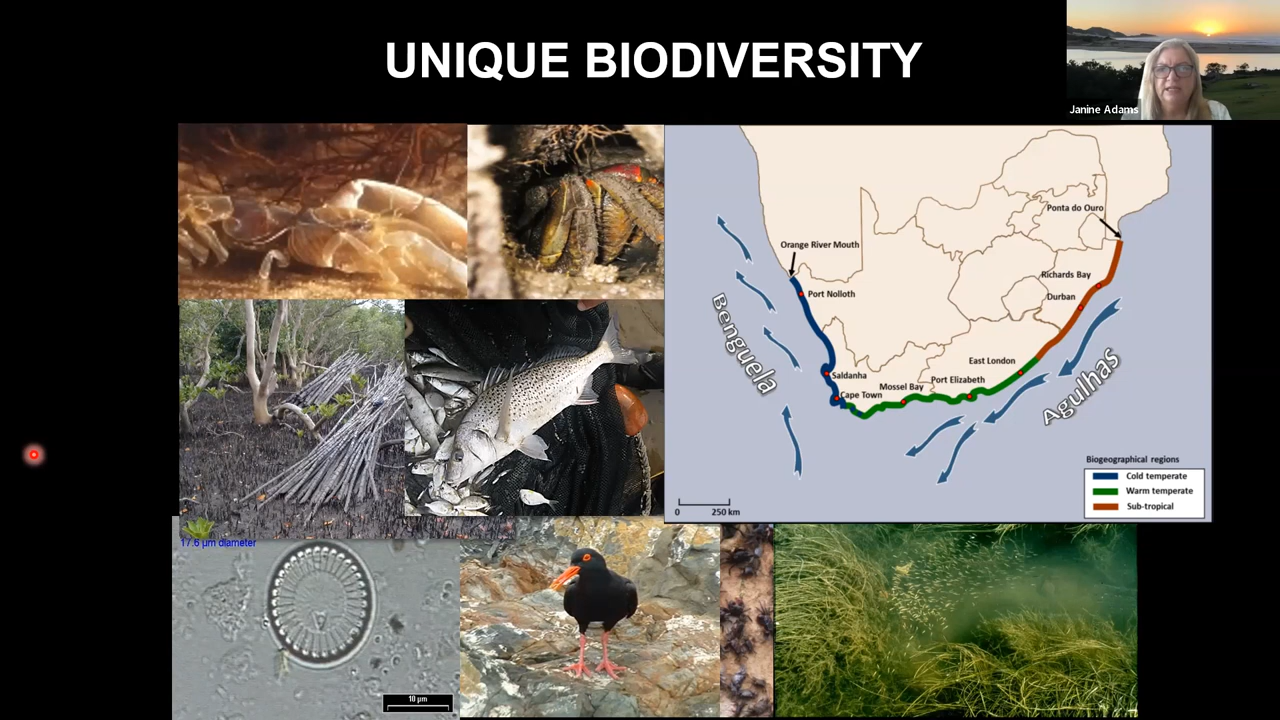 UNIQUE BIODIVERSITY
Janine Adams
Ponta do Ouro
Orange River Mouth
Richards Bay
Port Nolloth
Durban
Benguela
East London
Saldanha
Port Elizabeth
Mossel Bay
Cape Town
Agulhas
Biogeographical regions
Cold temperate
Warm temperate
Sub-tropical
0 250 km
17.6 µm diameter
10 µm